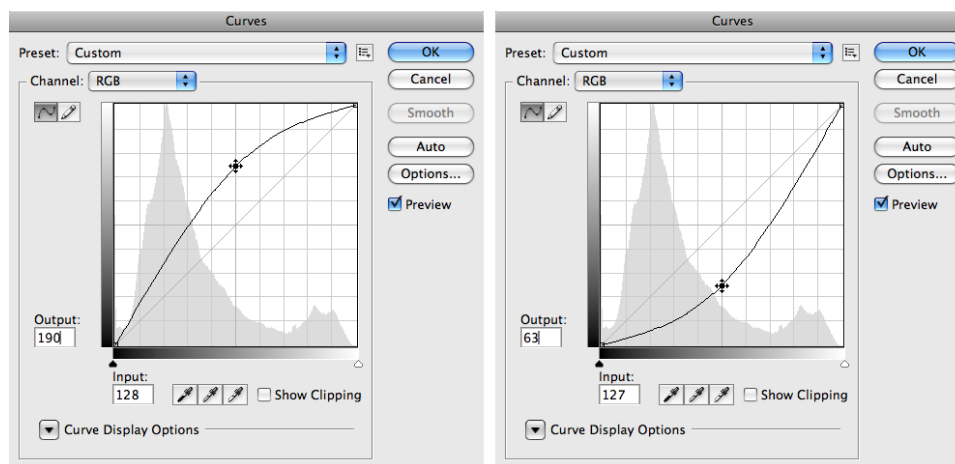 Curves
Preset: Custom
OK
Channel: RGB
Cancel
Smooth
Auto
Options...
Preview
Output:
190
Input:
128
Show Clipping
Curve Display Options
Curves
Preset: Custom
OK
Channel: RGB
Cancel
Smooth
Auto
Options...
Preview
Output:
63
Input:
127
Show Clipping
Curve Display Options